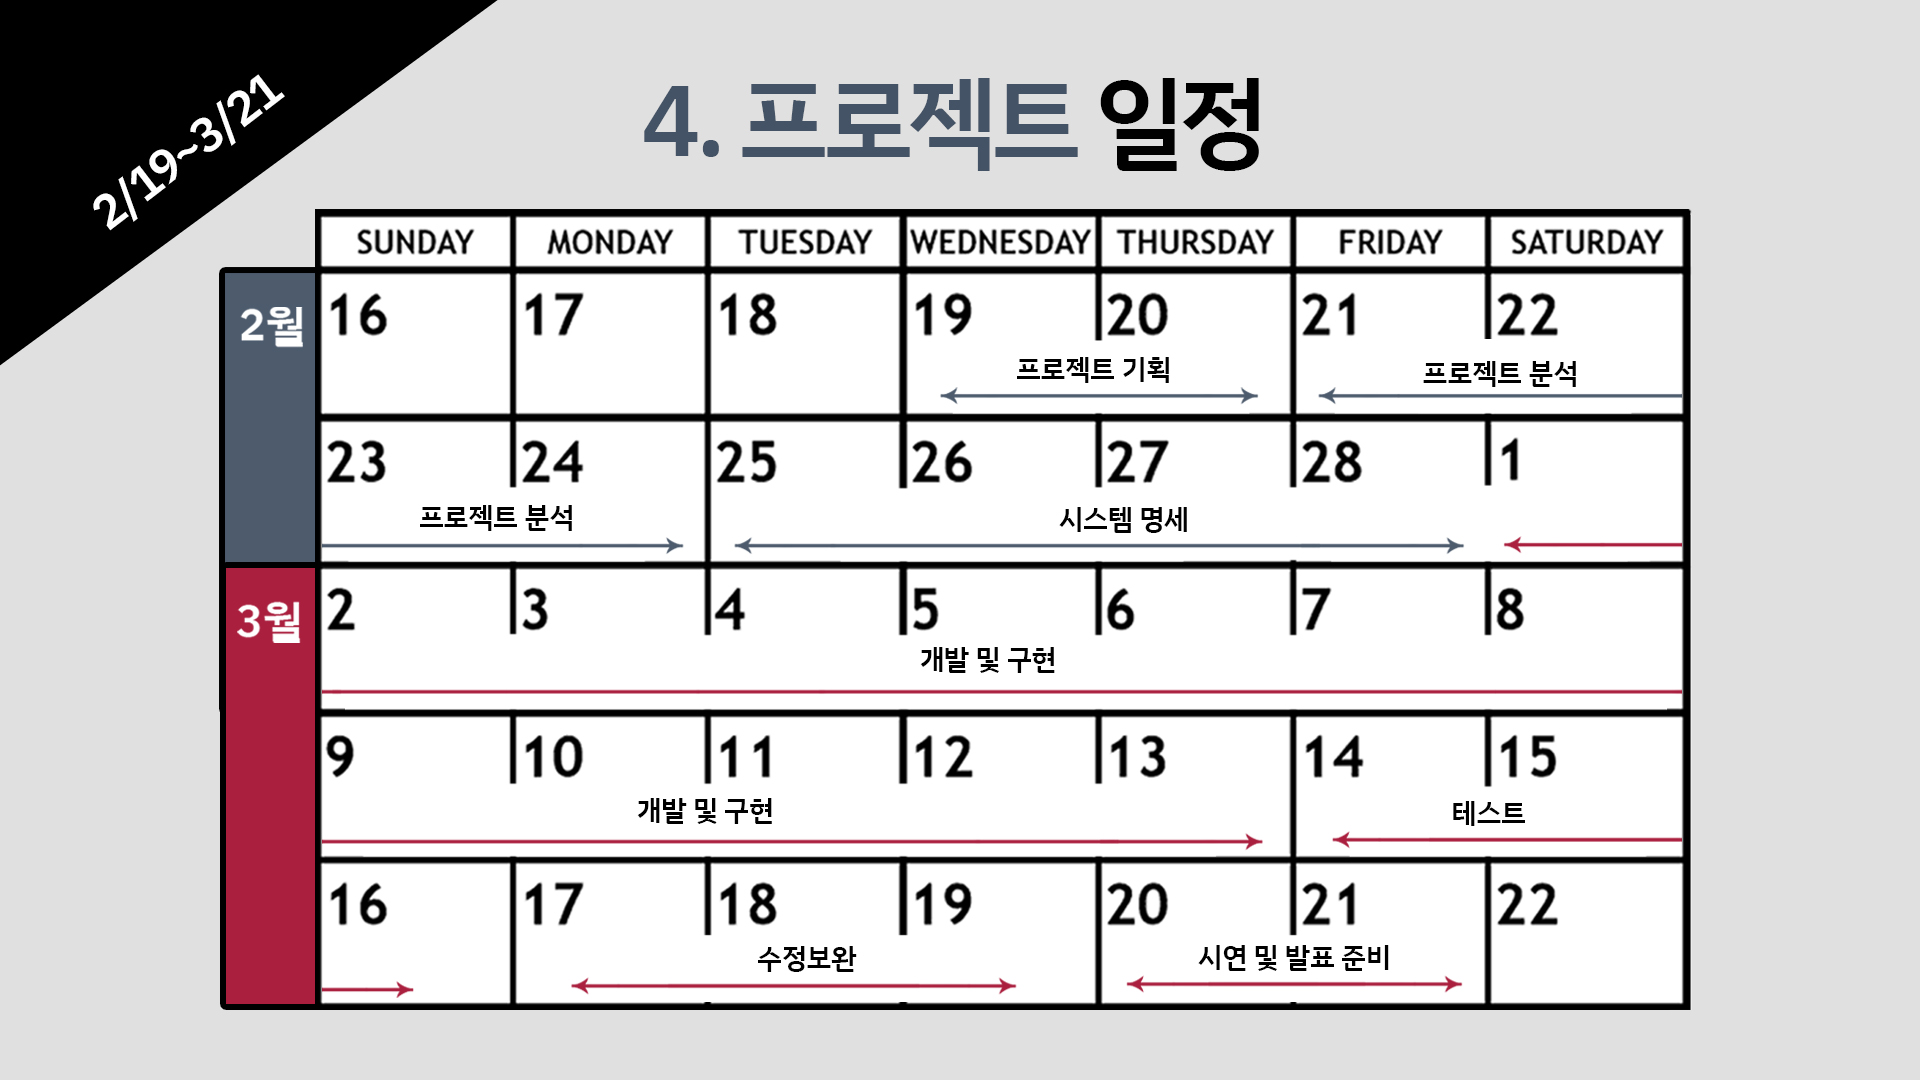 2/19~3/21
4. 프로젝트 일정
SUNDAY MONDAY TUESDAY WEDNESDAY THURSDAY FRIDAY SATURDAY
2월
16 17 18 19 20 21 22
프로젝트 기획 프로젝트 분석
23 24 25 26 27 28 1
프로젝트 분석 시스템 명세
3월
2 3 4 5 6 7 8
개발 및 구현
9 10 11 12 13 14 15
개발 및 구현 테스트
16 17 18 19 20 21 22
수정보완 시연 및 발표 준비